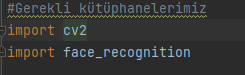 #Gerekli kütüphanelerimiz
import cv2
import face_recognition